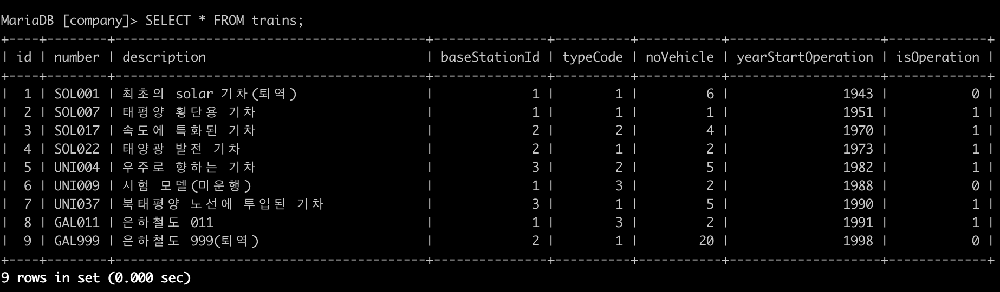 MariaDB [company]> SELECT * FROM trains;
+----+--------+-----------------------------------------+---------------+----------+-----------+--------------------+-------------+
| id | number | description | baseStationId | typeCode | noVehicle | yearStartOperation | isOperation |
+----+--------+-----------------------------------------+---------------+----------+-----------+--------------------+-------------+
| 1 | SOL001 | 최초의 solar 기차(퇴역) | 1 | 1 | 6 | 1943 | 0 |
| 2 | SOL007 | 태평양 횡단용 기차 | 1 | 1 | 1 | 1951 | 1 |
| 3 | SOL017 | 속도에 특화된 기차 | 2 | 2 | 4 | 1970 | 1 |
| 4 | SOL022 | 태양광 발전 기차 | 2 | 1 | 2 | 1973 | 1 |
| 5 | UNI004 | 우주로 향하는 기차 | 3 | 2 | 5 | 1982 | 1 |
| 6 | UNI009 | 시험 모델(미운행) | 1 | 3 | 2 | 1988 | 0 |
| 7 | UNI037 | 북태평양 노선에 투입된 기차 | 3 | 1 | 5 | 1990 | 1 |
| 8 | GAL011 | 은하철도 011 | 1 | 3 | 2 | 1991 | 1 |
| 9 | GAL999 | 은하철도 999(퇴역) | 2 | 1 | 20 | 1998 | 0 |
+----+--------+-----------------------------------------+---------------+----------+-----------+--------------------+-------------+
9 rows in set (0.000 sec)